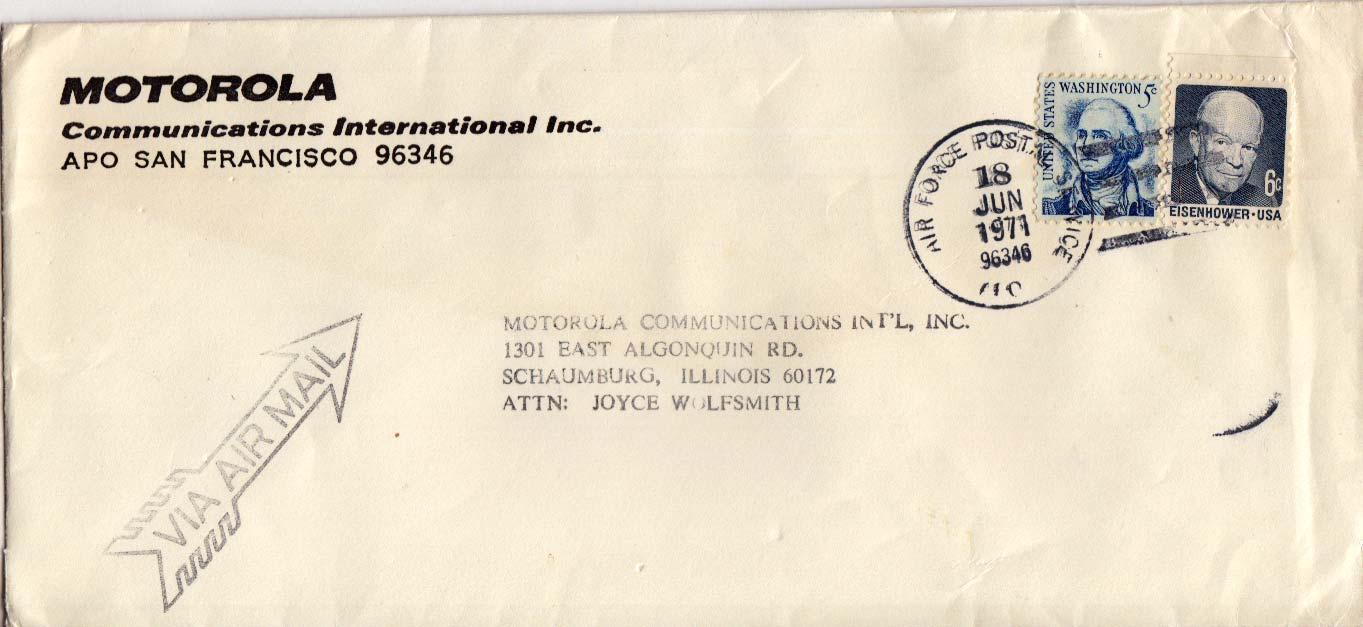 MOTOROLA
Communications International Inc.
APO SAN FRANCISCO 96346
UNITED STATES
WASHINGTON 5c
6c
EISENHOWER·USA
AIR FORCE POSTAL SERVICE
18
JUN
1971
96346
MOTOROLA COMMUNICATIONS INT'L, INC.
1301 EAST ALGONQUIN RD.
SCHAUMBURG, ILLINOIS 60172
ATTN: JOYCE WOLFSMITH
VIA AIR MAIL